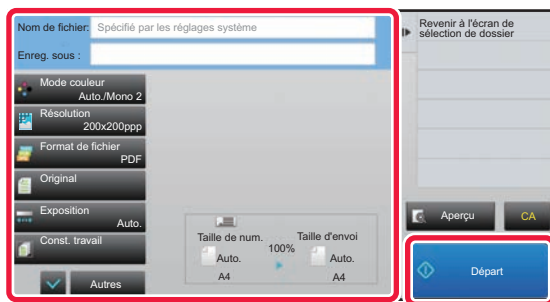 Nom de fichier: Spécifié par les réglages système
Enreg. sous :
Mode couleur
Auto./Mono 2
Résolution
200x200ppp
Format de fichier
PDF
Original
Exposition
Auto.
Const. travail
Autres
Taille de num.
100%
Taille d'envoi
Auto.
Auto.
A4
A4
Revenir à l'écran de
sélection de dossier
Aperçu
CA
Départ